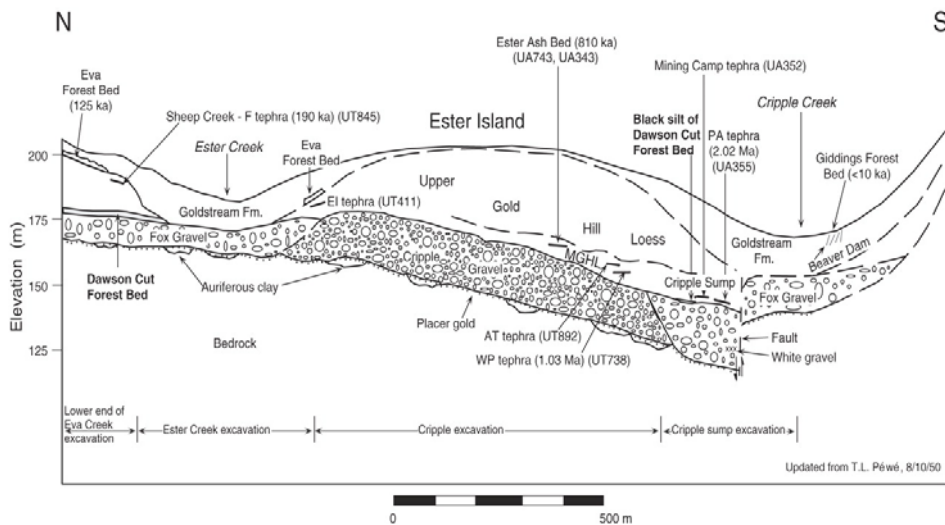 N
S
Ester Ash Bed (810 ka)
(UA743, UA343)
Mining Camp tephra (UA352)
Eva
Forest Bed
(125 ka)
Sheep Creek - F tephra (190 ka) (UT845)
Ester Island
Cripple Creek
Black silt of
Dawson Cut
Forest Bed
PA tephra
(2.02 Ma)
(UA355)
Ester Creek
Eva
Forest Bed
Giddings Forest
Bed (<10 ka)
200
175
150
125
Elevation (m)
Upper
Gold
Hill
Loess
Goldstream Fm.
EI tephra (UT411)
Goldstream
Fm.
Fox Gravel
Cripple
Gravel
MGHL
Cripple Sump
Beaver Dam
Fox Gravel
Dawson Cut
Forest Bed
Auriferous clay
Placer gold
AT tephra (UT892)
WP tephra (1.03 Ma) (UT738)
Bedrock
Fault
White gravel
Lower end of
Eva Creek
excavation
Ester Creek excavation
Cripple excavation
Cripple sump excavation
Updated from T.L. Péwé, 8/10/50
0
500 m